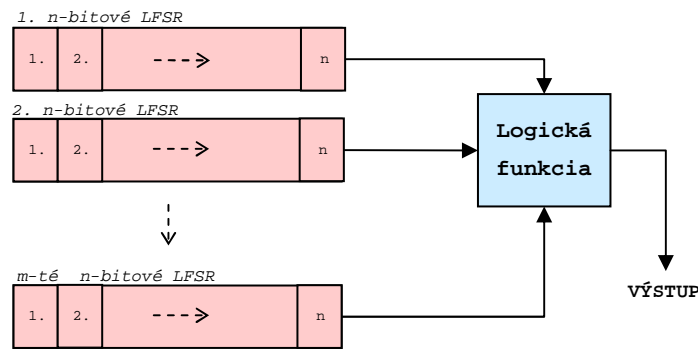 1. n-bitové LFSR
1. 2. n
2. n-bitové LFSR
1. 2. n
Logická
funkcia
m-té n-bitové LFSR
1. 2. n
VÝSTUP